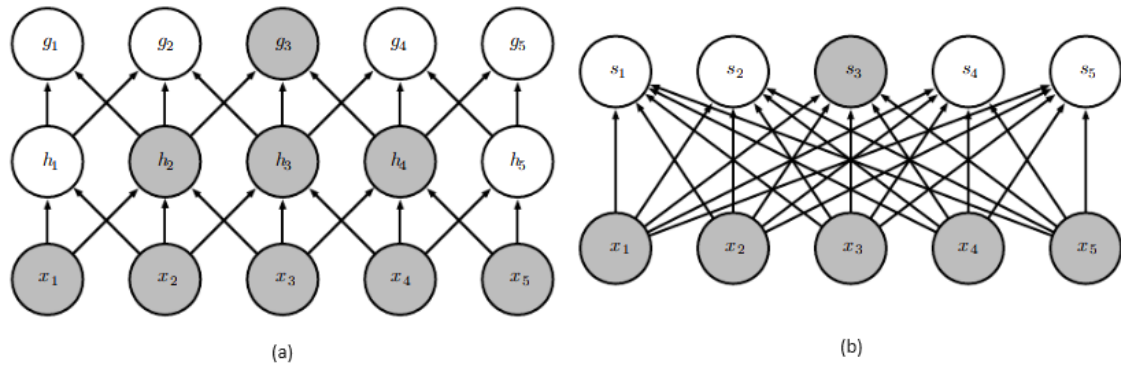 g1 g2 g3 g4 g5
s1 s2 s3 s4 s5
h1 h2 h3 h4 h5
x1 x2 x3 x4 x5
x1 x2 x3 x4 x5
(a)
(b)